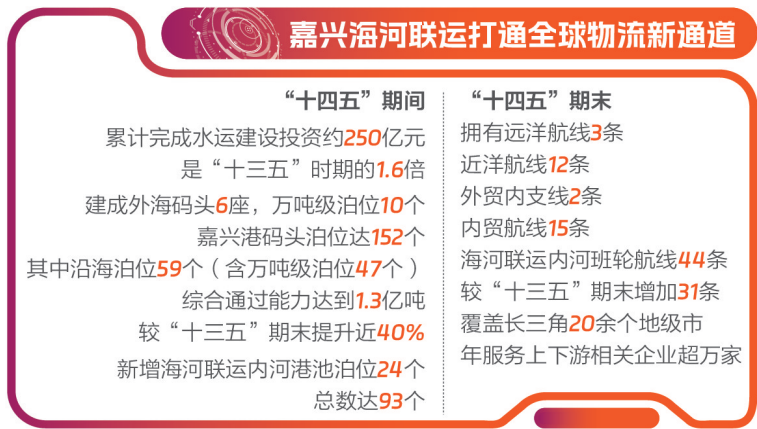 嘉兴海河联运打通全球物流新通道
“十四五”期间
累计完成水运建设投资约250亿元
是“十三五”时期的1.6倍
建成外海码头6座，万吨级泊位10个
嘉兴港码头泊位达152个
其中沿海泊位59个（含万吨级泊位47个）
综合通过能力达到1.3亿吨
较“十三五”期末提升近40%
新增海河联运内河港池泊位24个
总数达93个
“十四五”期末
拥有远洋航线3条
近洋航线12条
外贸内支线2条
内贸航线15条
海河联运内河班轮航线44条
较“十三五”期末增加31条
覆盖长三角20余个地级市
年服务上下游相关企业超万家